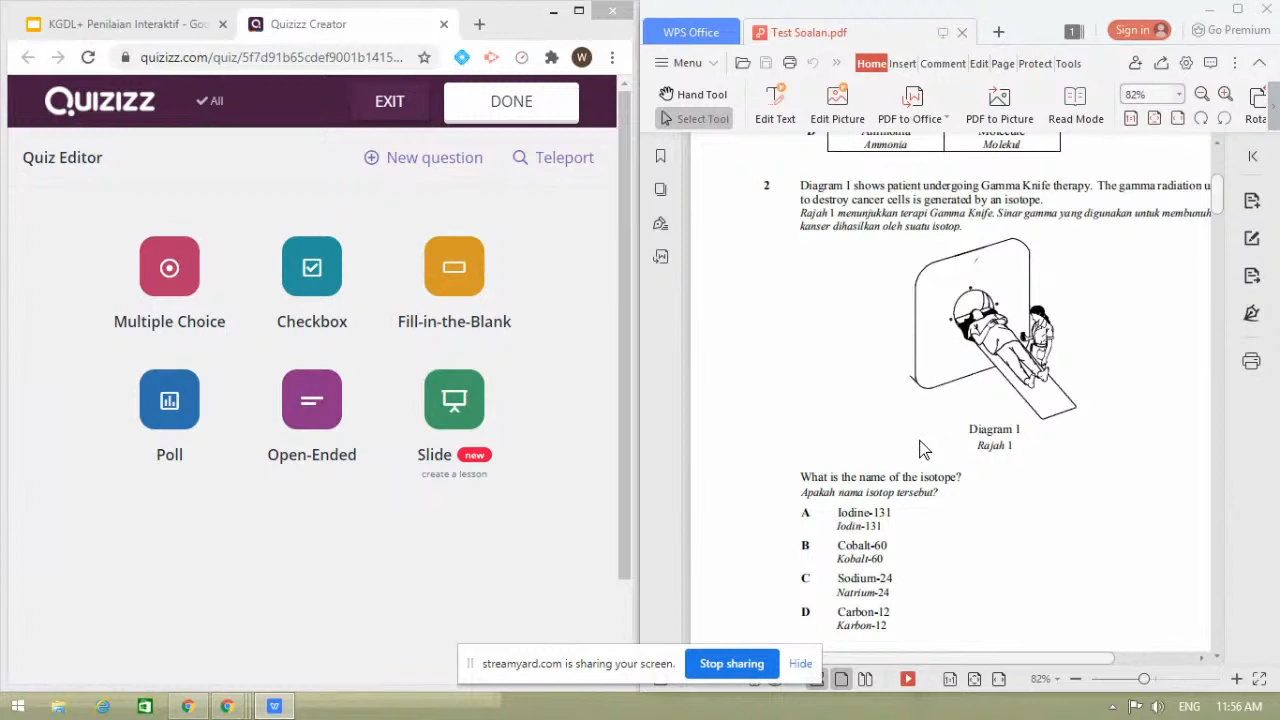 KGDL+ Penilaian Interaktif - Goo
Quizizz Creator
quizizz.com/quiz/5f7d91b65cdef9001b1415...
W
QUIZIZZ
All
EXIT
DONE
Quiz Editor
New question
Teleport
Multiple Choice
Checkbox
Fill-in-the-Blank
Poll
Open-Ended
Slide new
create a lesson
WPS Office
Test Soalan.pdf
1
Sign in
Go Premium
Menu
Home
Insert
Comment
Edit Page
Protect
Tools
Hand Tool
Select Tool
Edit Text
Edit Picture
PDF to Office
PDF to Picture
Read Mode
82%
Rota
Ammonia
Molecule
Ammonia
Molekul
2
Diagram 1 shows patient undergoing Gamma Knife therapy. The gamma radiation u
to destroy cancer cells is generated by an isotope.
Rajah 1 menunjukkan terapi Gamma Knife. Sinar gamma yang digunakan untuk membunuh
kanser dihasilkan oleh suatu isotop.
Diagram 1
Rajah 1
What is the name of the isotope?
Apakah nama isotop tersebut?
A Iodine-131
Iodin-131
B Cobalt-60
Kobalt-60
C Sodium-24
Natrium-24
D Carbon-12
Karbon-12
streamyard.com is sharing your screen.
Stop sharing
Hide
82%
ENG
11:56 AM